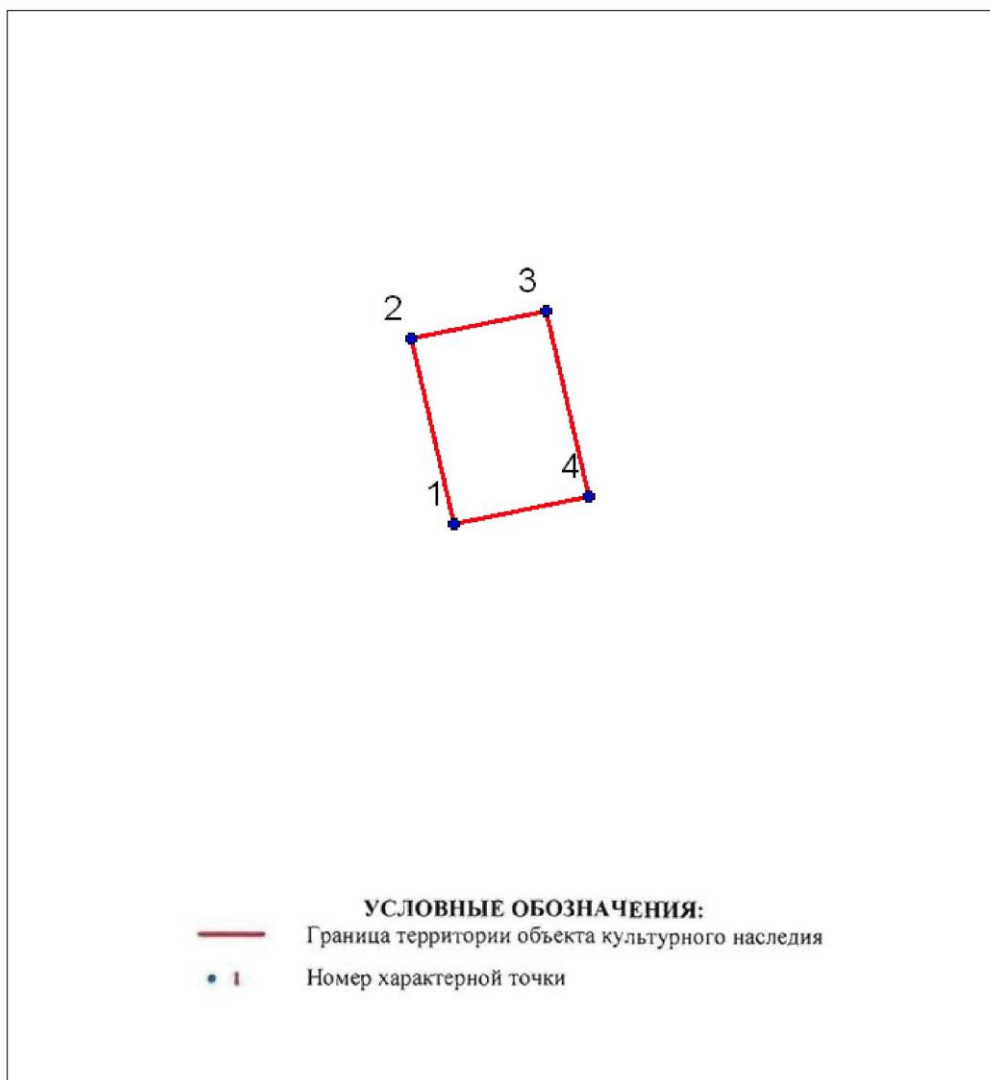 3
2
4
1
УСЛОВНЫЕ ОБОЗНАЧЕНИЯ:
Граница территории объекта культурного наследия
1 Номер характерной точки